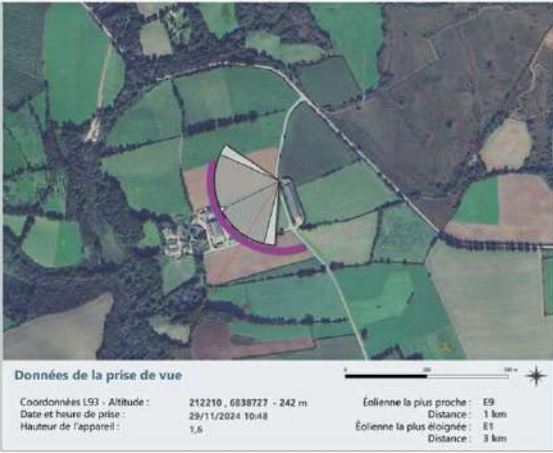 Données de la prise de vue
Coordonnées L93 - Altitude : 212210 , 6838727 - 242 m
Date et heure de prise : 29/11/2024 10:48
Hauteur de l'appareil : 1,6
Éolienne la plus proche : E9
Distance : 1 km
Éolienne la plus éloignée : E1
Distance : 3 km